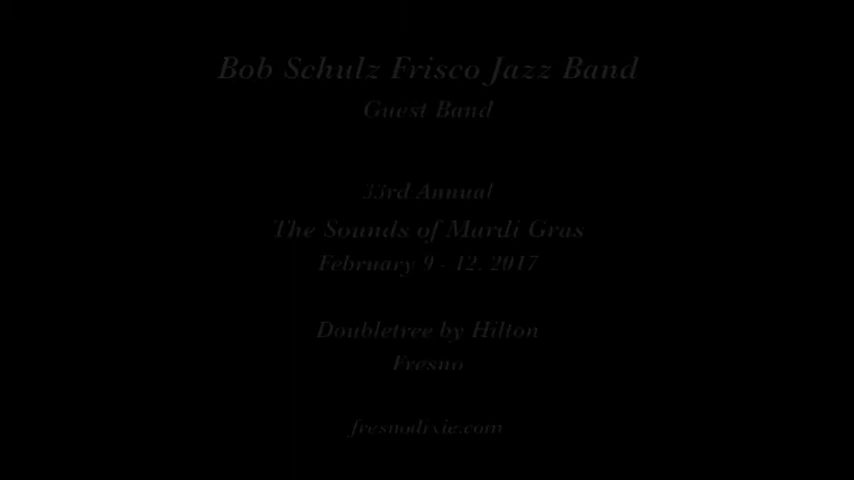 Bob Schulz Frisco Jazz Band
Guest Band
33rd Annual
The Sounds of Mardi Gras
February 9 - 12, 2017
Doubletree by Hilton
Fresno
fresnodixie.com